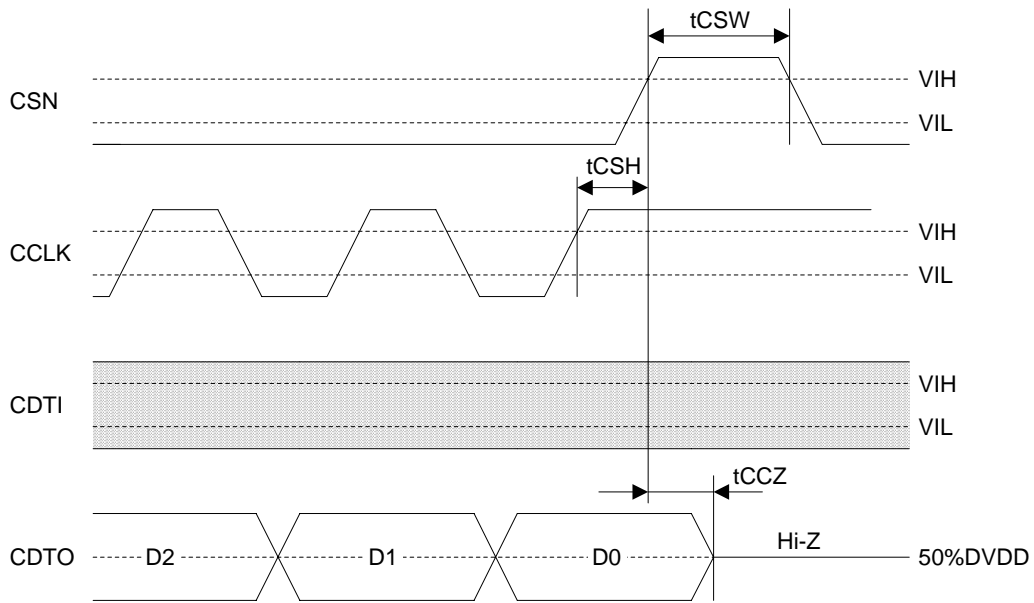 tCSW
CSN
VIH
VIL
tCSH
CCLK
VIH
VIL
CDTI
VIH
VIL
tCCZ
CDTO
D2
D1
D0
Hi-Z
50%DVDD